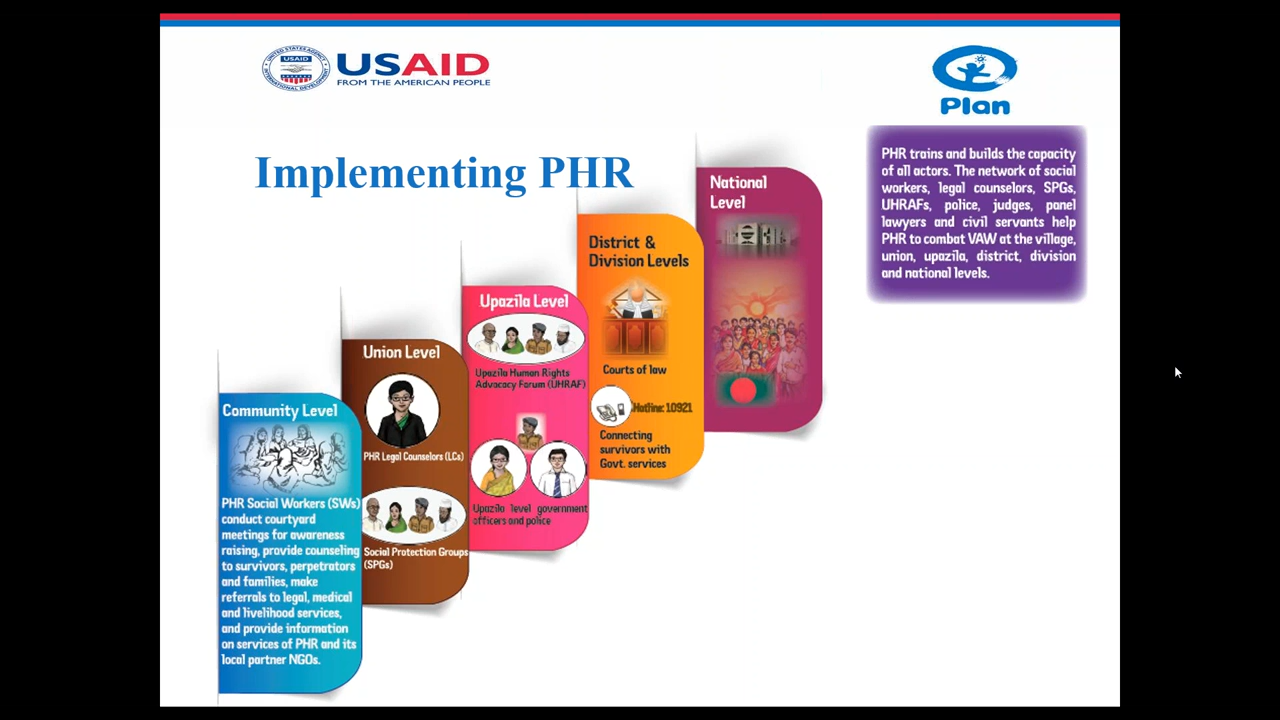 USAID
FROM THE AMERICAN PEOPLE
Plan
Implementing PHR
PHR trains and builds the capacity
of all actors. The network of social
workers, legal counselors, SPGs,
UHRAFs, police, judges, panel
lawyers and civil servants help
PHR to combat VAW at the village,
union, upazila, district, division
and national levels.
National
Level
District &
Division Levels
Courts of law
Hotline: 10921
Connecting
survivors with
Govt. services
Upazila Level
Upazila Human Rights
Advocacy Forum (UHRAF)
Upazila level government
officers and police
Union Level
PHR Legal Counselors (LCs)
Social Protection Groups
(SPGs)
Community Level
PHR Social Workers (SWs)
conduct courtyard
meetings for awareness
raising, provide counseling
to survivors, perpetrators
and families, make
referrals to legal, medical
and livelihood services,
and provide information
on services of PHR and its
local partner NGOs.